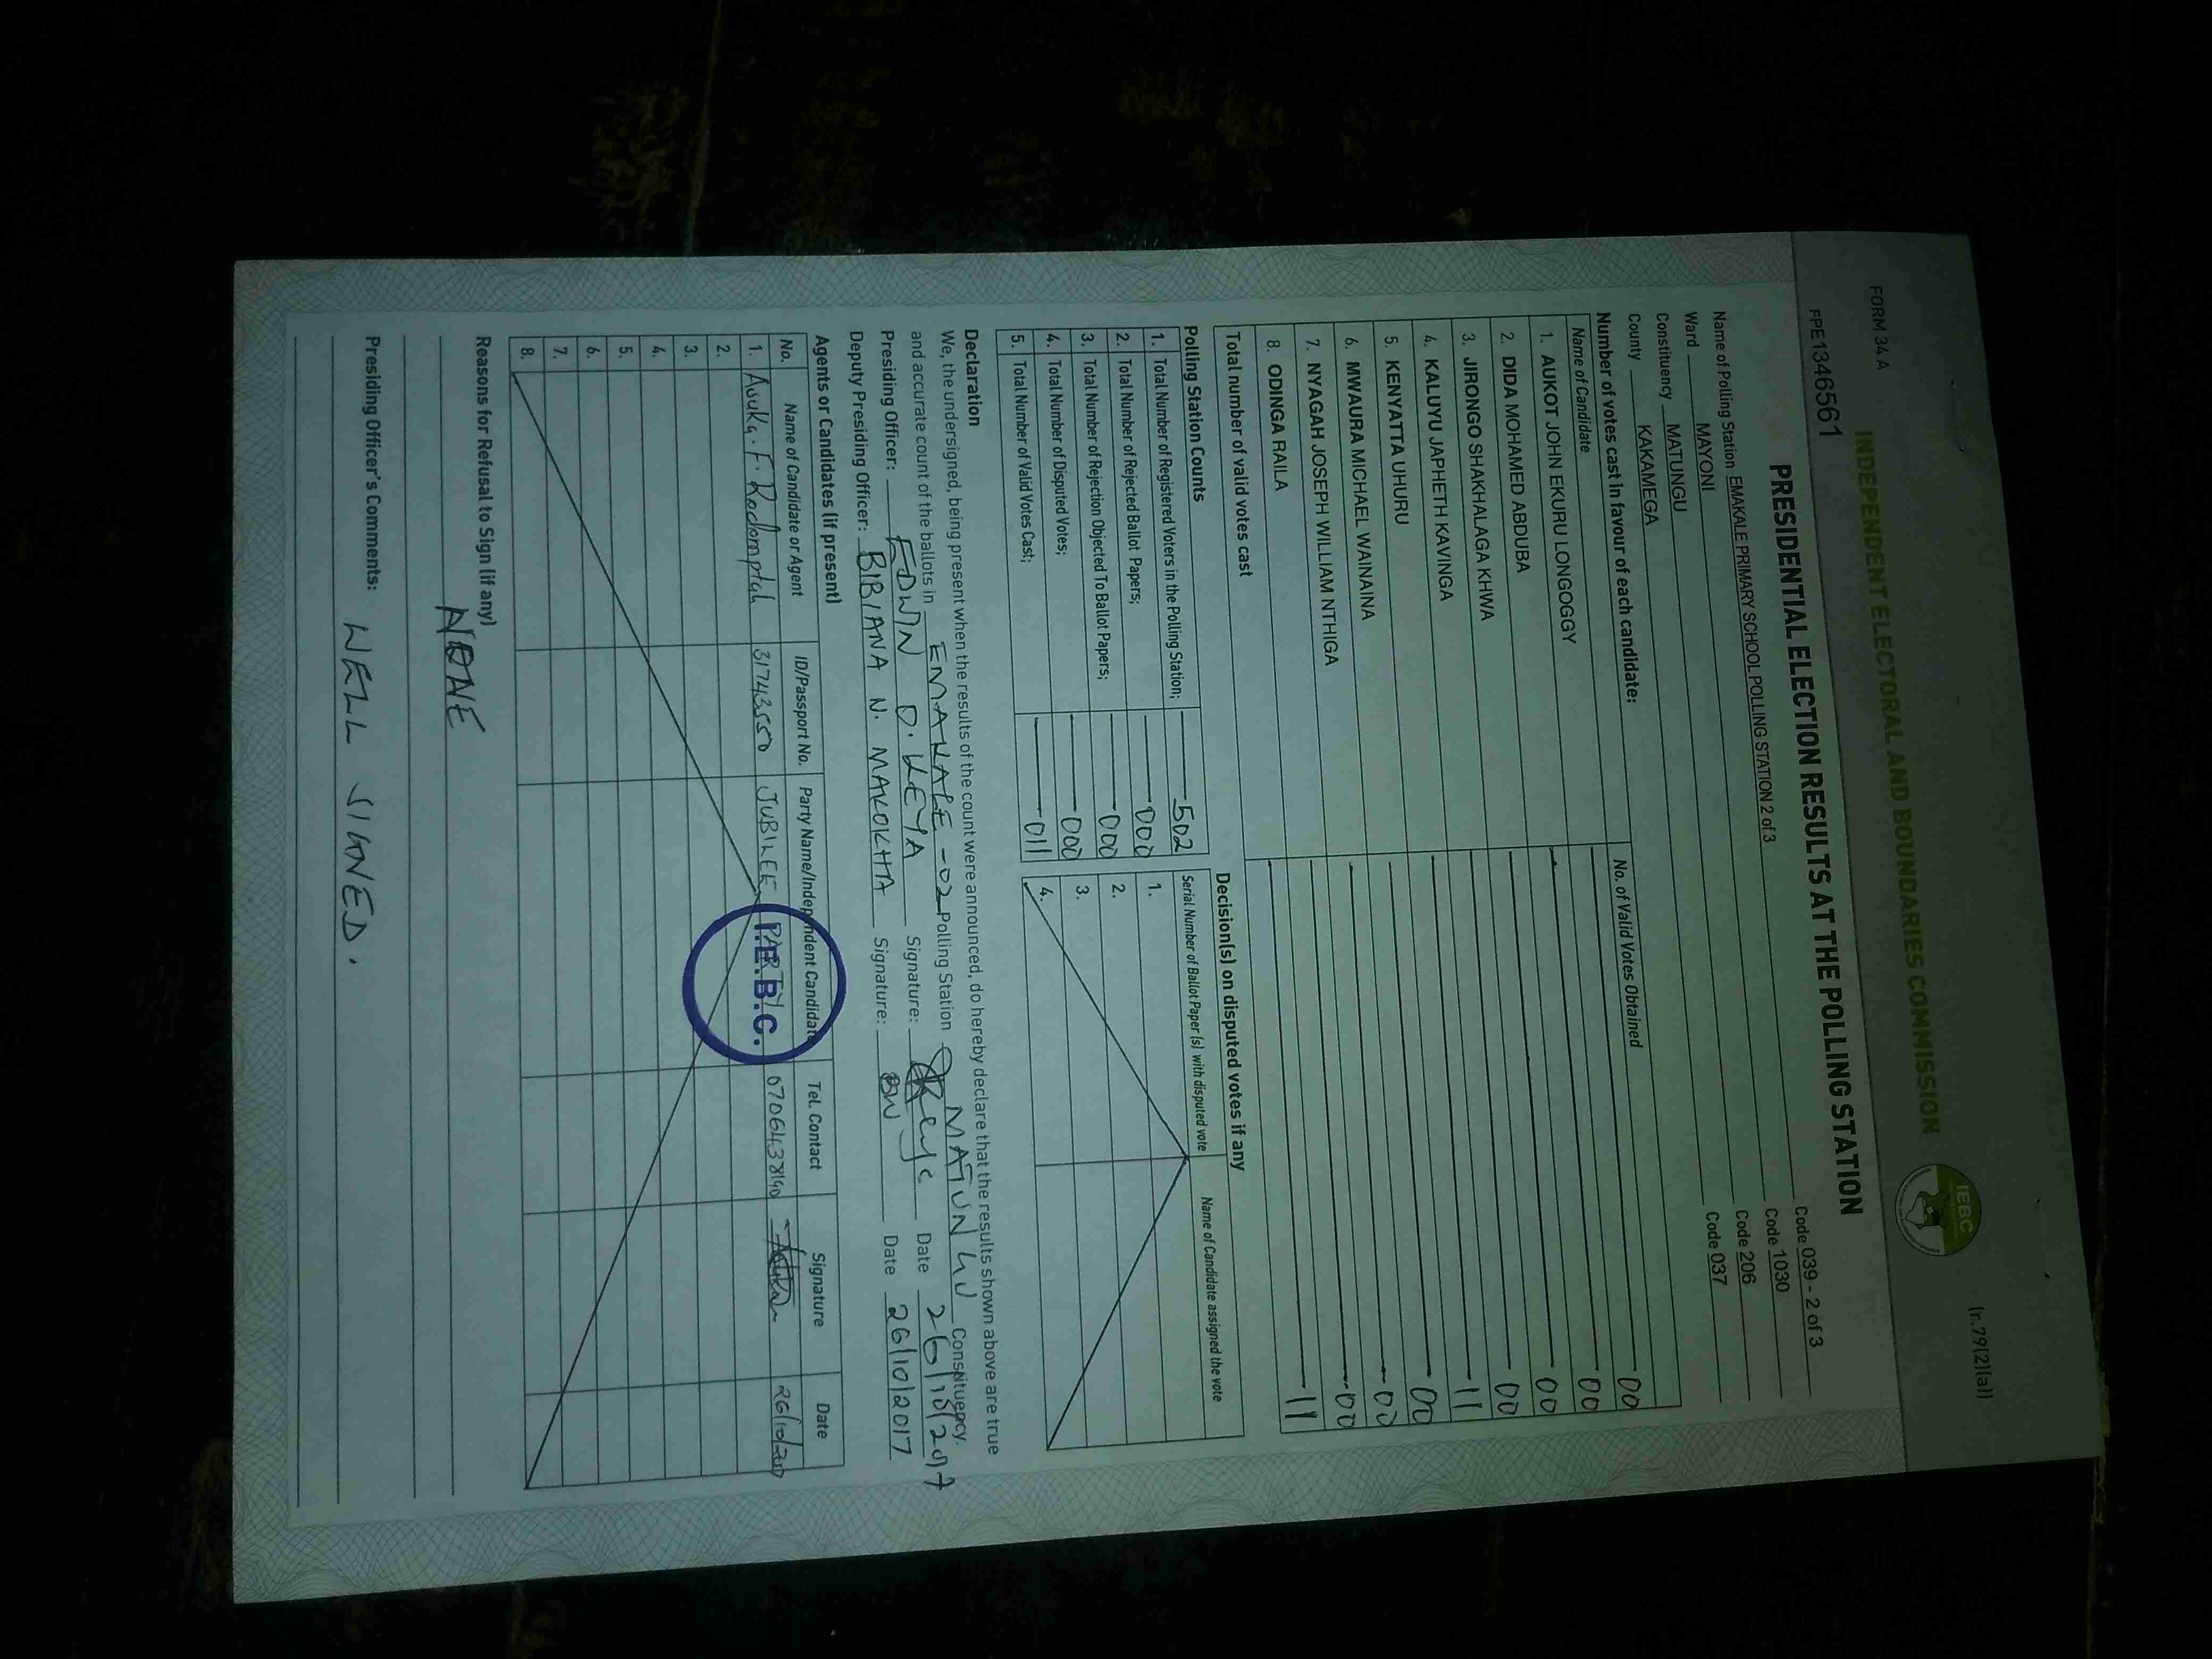 FORM 34 A
(r.79(2)(a))
INDEPENDENT ELECTORAL AND BOUNDARIES COMMISSION
IEBC
FPE1346561
PRESIDENTIAL ELECTION RESULTS AT THE POLLING STATION
Name of Polling Station EMAKALE PRIMARY SCHOOL POLLING STATION 2 of 3 Code 039 - 2 of 3
Ward MAYONI Code 1030
Constituency MATUNGU Code 206
County KAKAMEGA Code 037
Number of votes cast in favour of each candidate:
Name of Candidate No. of Valid Votes Obtained
1. AUKOT JOHN EKURU LONGOGGY 00
2. DIDA MOHAMED ABDUBA 00
3. JIRONGO SHAKHALAGA KHWA 00
4. KALUYU JAPHETH KAVINGA 00
5. KENYATTA UHURU 11
6. MWAURA MICHAEL WAINAINA 00
7. NYAGAH JOSEPH WILLIAM NTHIGA 00
8. ODINGA RAILA 00
Total number of valid votes cast 11
Polling Station Counts
1. Total Number of Registered Voters in the Polling Station; 502
2. Total Number of Rejected Ballot Papers; 000
3. Total Number of Rejection Objected To Ballot Papers; 000
4. Total Number of Disputed Votes; 000
5. Total Number of Valid Votes Cast; 011
Decision(s) on disputed votes if any
Serial Number of Ballot Paper (s) with disputed vote Name of Candidate assigned the vote
1.
2.
3.
4.
Declaration
We, the undersigned, being present when the results of the count were announced, do hereby declare that the results shown above are true
and accurate count of the ballots in EMAKALE -02 Polling Station MATUNGU Constituency.
Presiding Officer: EDWIN O. KEYA Signature: Keya Date 26/10/2017
Deputy Presiding Officer: BIBIANA N. MAKOKHA Signature: Date 26/10/2017
Agents or Candidates (if present)
No. Name of Candidate or Agent ID/Passport No. Party Name/Independent Candidate Tel. Contact Signature Date
1. Asuka. F. 31743550 JUBILEE PARTY 0706438190 26/10/2017
I.E.B.C.
2.
3.
4.
5.
6.
7.
8.
Reasons for Refusal to Sign (if any)
NONE
Presiding Officer's Comments: WELL SIGNED.